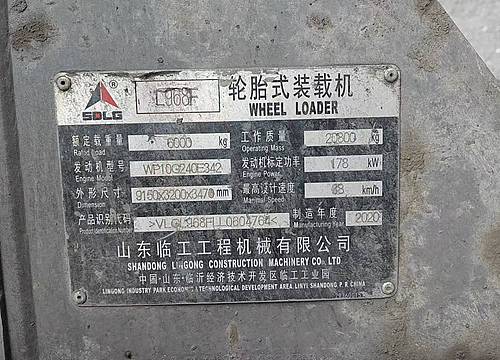 SDLG ® L968F 轮胎式装载机
WHEEL LOADER
额定载重量 6000 kg 工作质量 20800 kg
Rated Load Operating Mass
发动机型号 WP10G240E342 发动机标定功率 178 kW
Engine Model Engine Power
外形尺寸 9150X3200X3470 mm 最高设计速度 38 km/h
Dimension Maximal Speed
产品识别代码 >VLGL968FLL0604764< 制造年度 2020
Product Identification Number Manufacturing Year
山东临工工程机械有限公司
SHANDONG LINGONG CONSTRUCTION MACHINERY CO., LTD
中国·山东·临沂经济技术开发区临工工业园
LINGONG INDUSTRY PARK ECONOMIC & TECHNOLOGICAL DEVELOPMENT AREA LINYI SHANDONG P. R CHINA